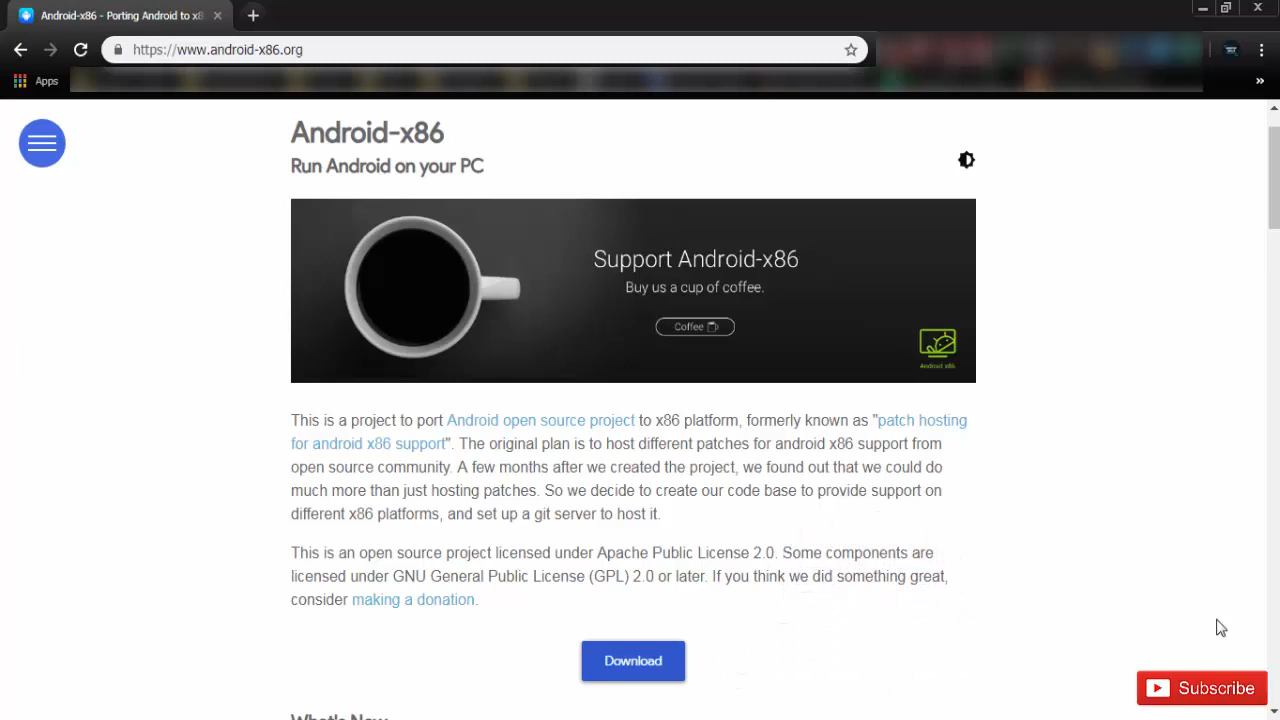 Android-x86 - Porting Android to x8
https://www.android-x86.org
Apps
»
Android-x86
Run Android on your PC
Support Android-x86
Buy us a cup of coffee.
Coffee
Android x86
This is a project to port Android open source project to x86 platform, formerly known as "patch hosting
for android x86 support". The original plan is to host different patches for android x86 support from
open source community. A few months after we created the project, we found out that we could do
much more than just hosting patches. So we decide to create our code base to provide support on
different x86 platforms, and set up a git server to host it.
This is an open source project licensed under Apache Public License 2.0. Some components are
licensed under GNU General Public License (GPL) 2.0 or later. If you think we did something great,
consider making a donation.
Download
Subscribe
What's New